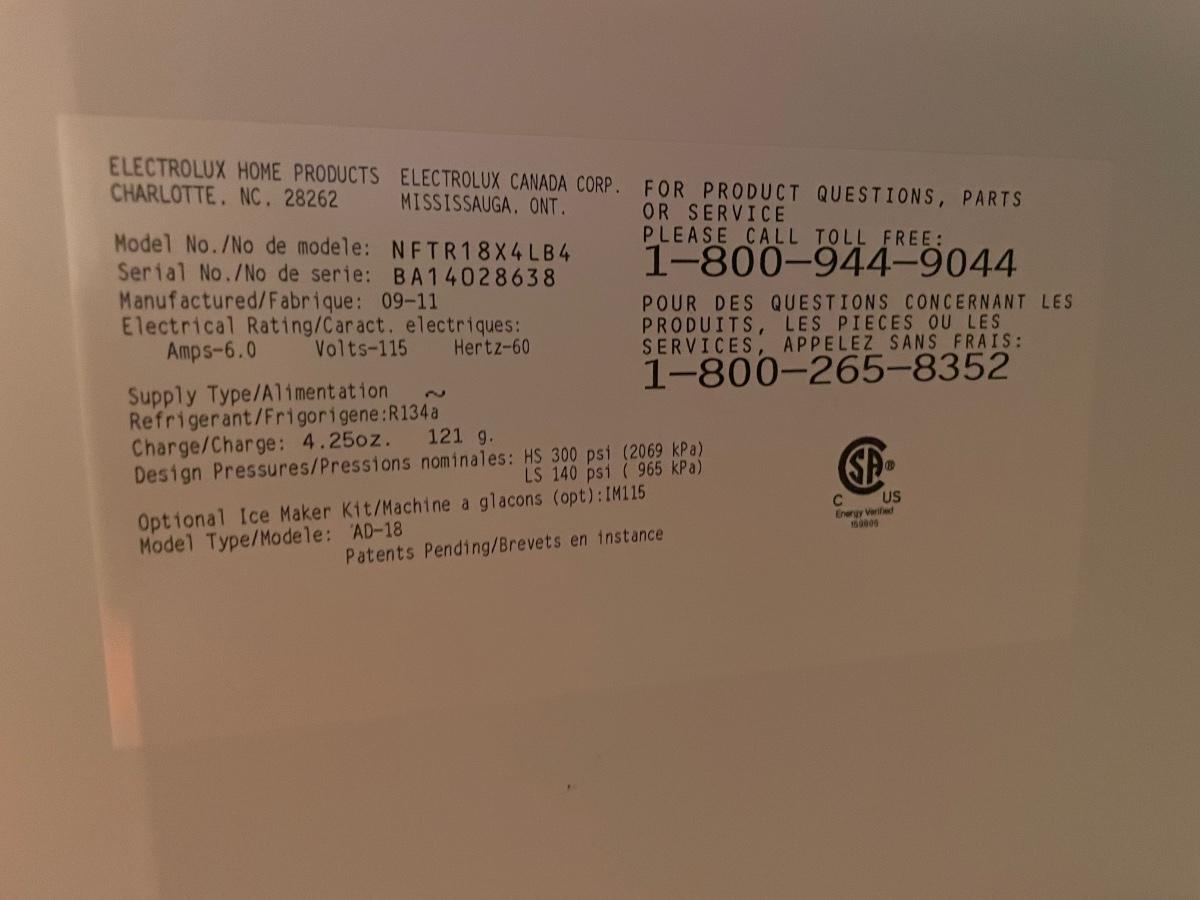 ELECTROLUX HOME PRODUCTS
CHARLOTTE, NC. 28262
ELECTROLUX CANADA CORP.
MISSISSAUGA. ONT.
Model No./No de modele: NFTR18X4LB4
Serial No./No de serie: BA14028638
Manufactured/Fabrique: 09-11
Electrical Rating/Caract. electriques:
Amps-6.0 Volts-115 Hertz-60
Supply Type/Alimentation ~
Refrigerant/Frigorigene:R134a
Charge/Charge: 4.25oz. 121 g.
Design Pressures/Pressions nominales: HS 300 psi (2069 kPa)
LS 140 psi ( 965 kPa)
Optional Ice Maker Kit/Machine a glacons (opt):IM115
Model Type/Modele: AD-18
Patents Pending/Brevets en instance
FOR PRODUCT QUESTIONS, PARTS
OR SERVICE
PLEASE CALL TOLL FREE:
1-800-944-9044
POUR DES QUESTIONS CONCERNANT LES
PRODUITS, LES PIECES OU LES
SERVICES, APPELEZ SANS FRAIS:
1-800-265-8352
CSA®
C US
Energy Verified